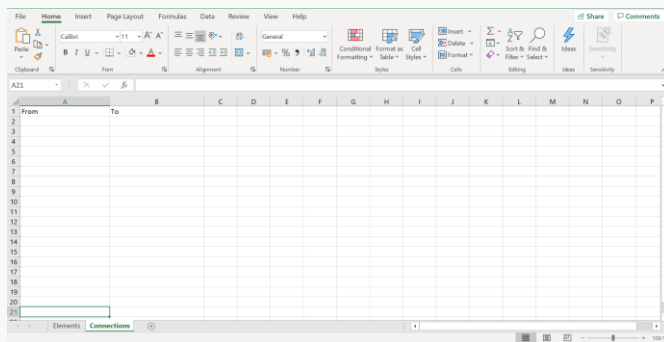 File Home Insert Page Layout Formulas Data Review View Help Share Comments
Calibri 11 A A General Insert
Paste B I U A % 9 Conditional Formatting Format as Table Cell Styles Delete Format Sort & Filter Find & Select Ideas Sensitivity
Clipboard Font Alignment Number Styles Cells Editing Ideas Sensitivity
A21 fx
A B C D E F G H I J K L M N O P
1 From To
2
3
4
5
6
7
8
9
10
11
12
13
14
15
16
17
18
19
20
21
Elements Connections